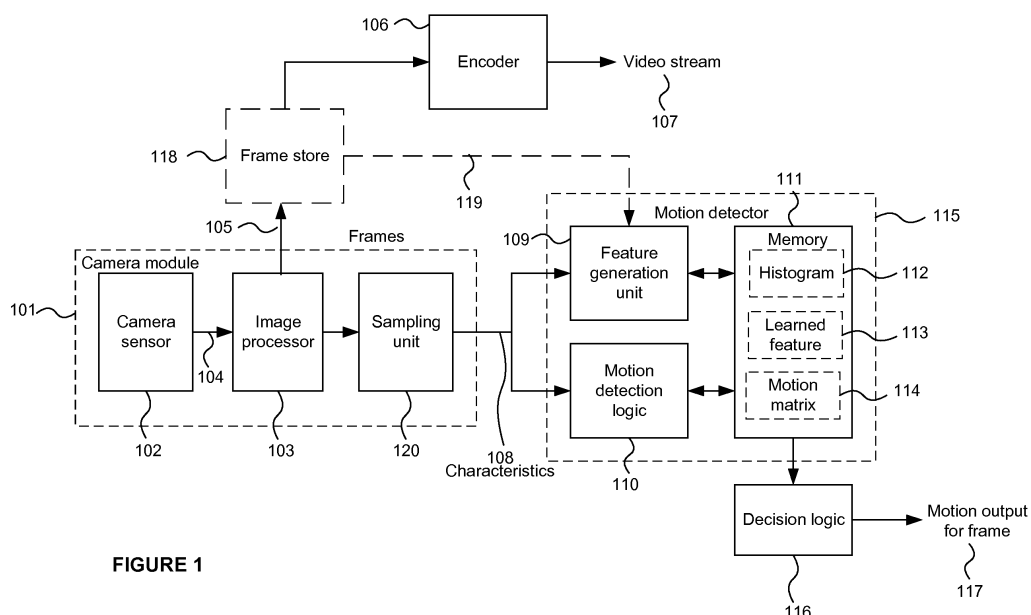 106
Encoder
Video stream
107
118
Frame store
119
111
105
Frames
Motion detector
115
109
Memory
Camera module
Feature
generation
unit
Histogram
112
101
Camera
sensor
Image
processor
Sampling
unit
Learned
feature
113
104
Motion
detection
logic
Motion
matrix
114
102
103
120
108
Characteristics
110
Decision logic
Motion output
for frame
FIGURE 1
117
116